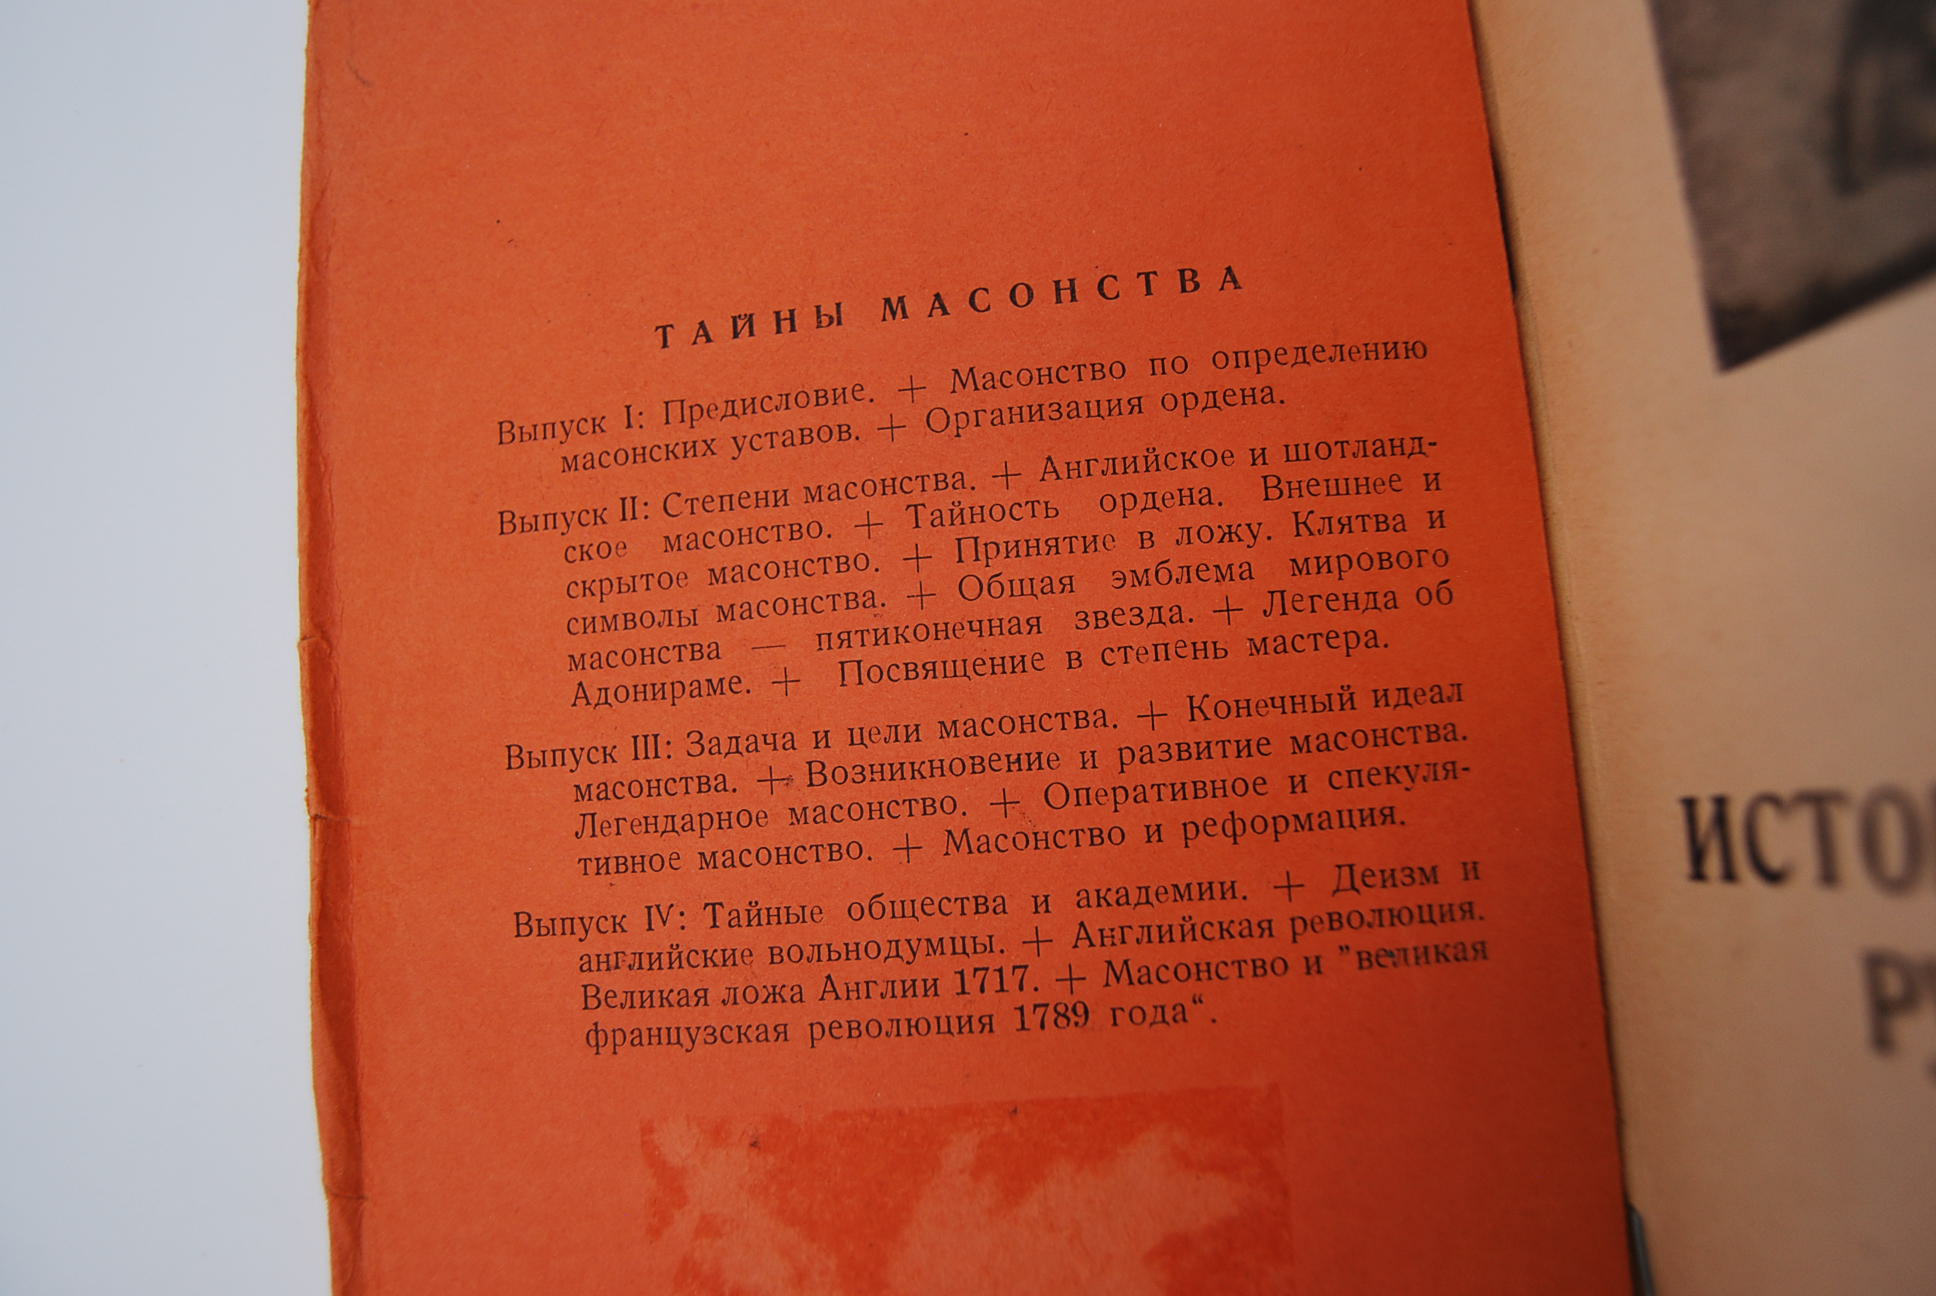 ТАЙНЫ МАСОНСТВА
Выпуск I: Предисловие. + Масонство по определению
масонских уставов. + Организация ордена.
Выпуск II: Степени масонства. + Английское и шотланд-
ское масонство. + Тайность ордена. Внешнее и
скрытое масонство. + Принятие в ложу. Клятва и
символы масонства. + Общая эмблема мирового
масонства — пятиконечная звезда. + Легенда об
Адонираме. + Посвящение в степень мастера.
Выпуск III: Задача и цели масонства. + Конечный идеал
масонства. + Возникновение и развитие масонства.
Легендарное масонство. + Оперативное и спекуля-
тивное масонство. + Масонство и реформация.
Выпуск IV: Тайные общества и академии. + Деизм и
английские вольнодумцы. + Английская революция.
Великая ложа Англии 1717. + Масонство и "великая
французская революция 1789 года“.